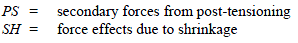 PS = secondary forces from post-tensioning
SH = force effects due to shrinkage